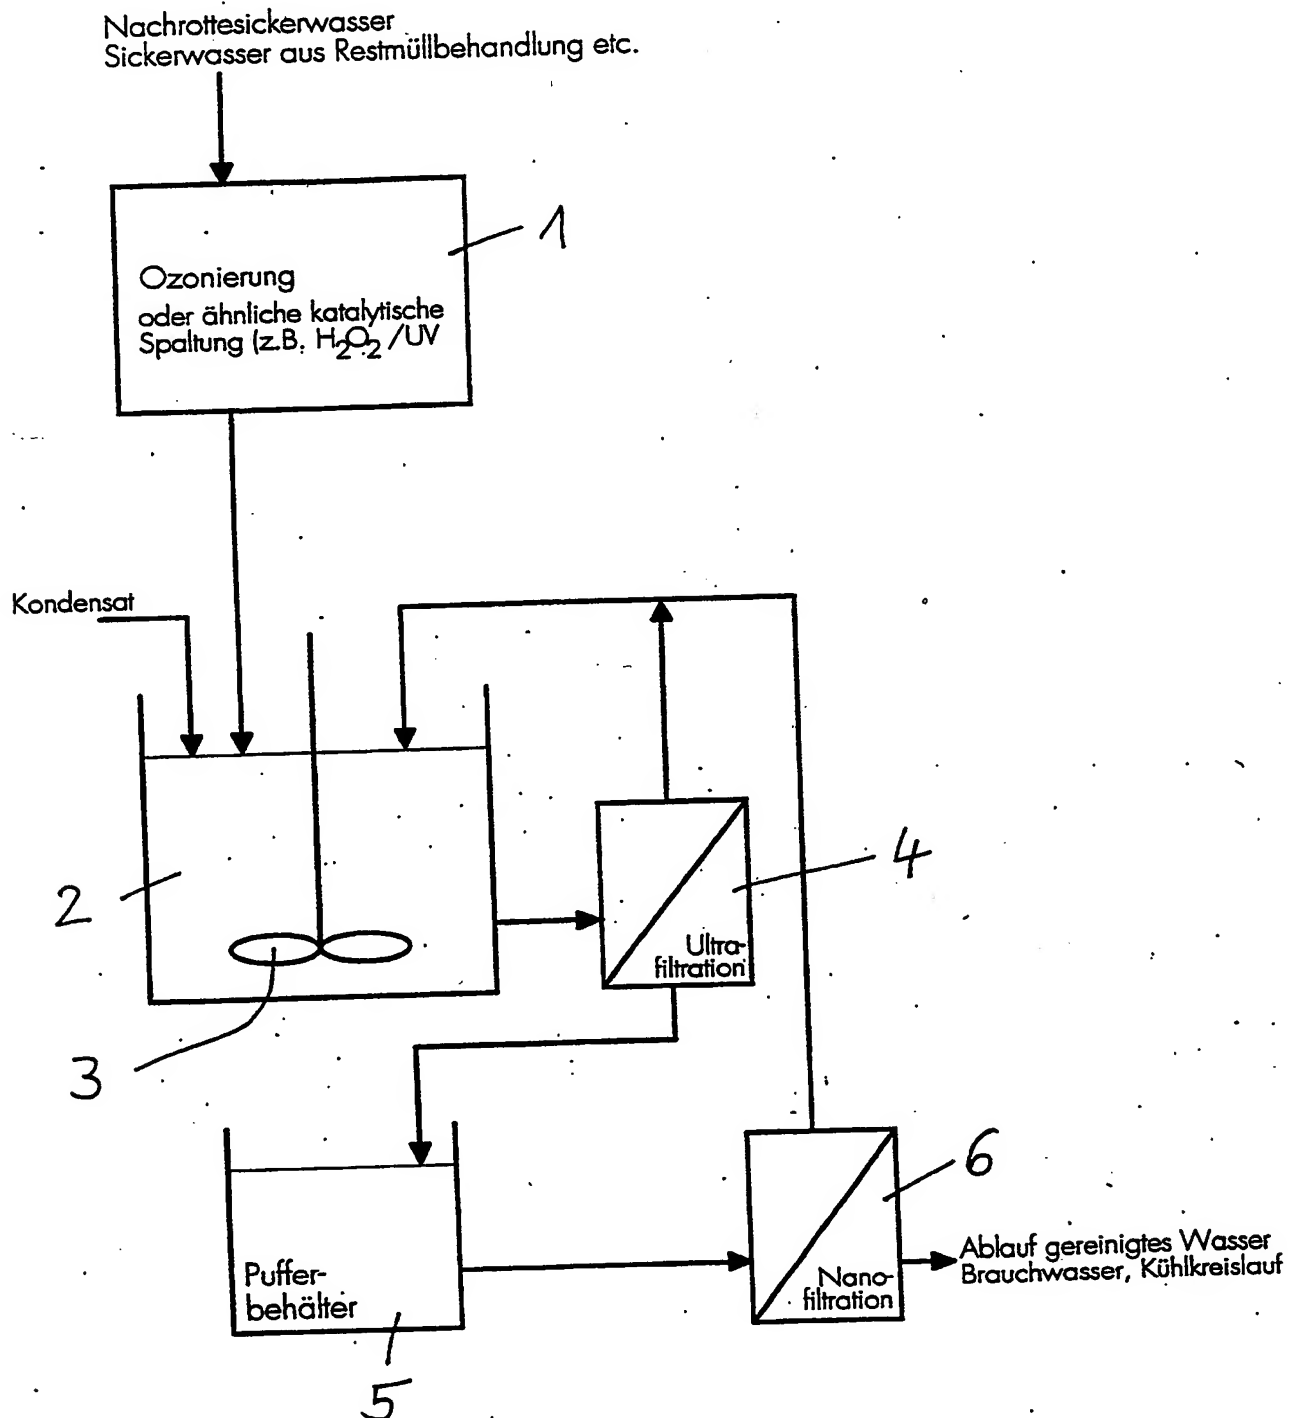 Nachrottesickerwasser
Sickerwasser aus Restmüllbehandlung etc.
1
Ozonierung
oder ähnliche katalytische
Spaltung (z.B. H₂O₂/UV
Kondensat
4
2
Ultra-
filtration
3
6
Ablauf gereinigtes Wasser
Brauchwasser, Kühlkreislauf
Puffer-
behälter
Nano-
filtration
5